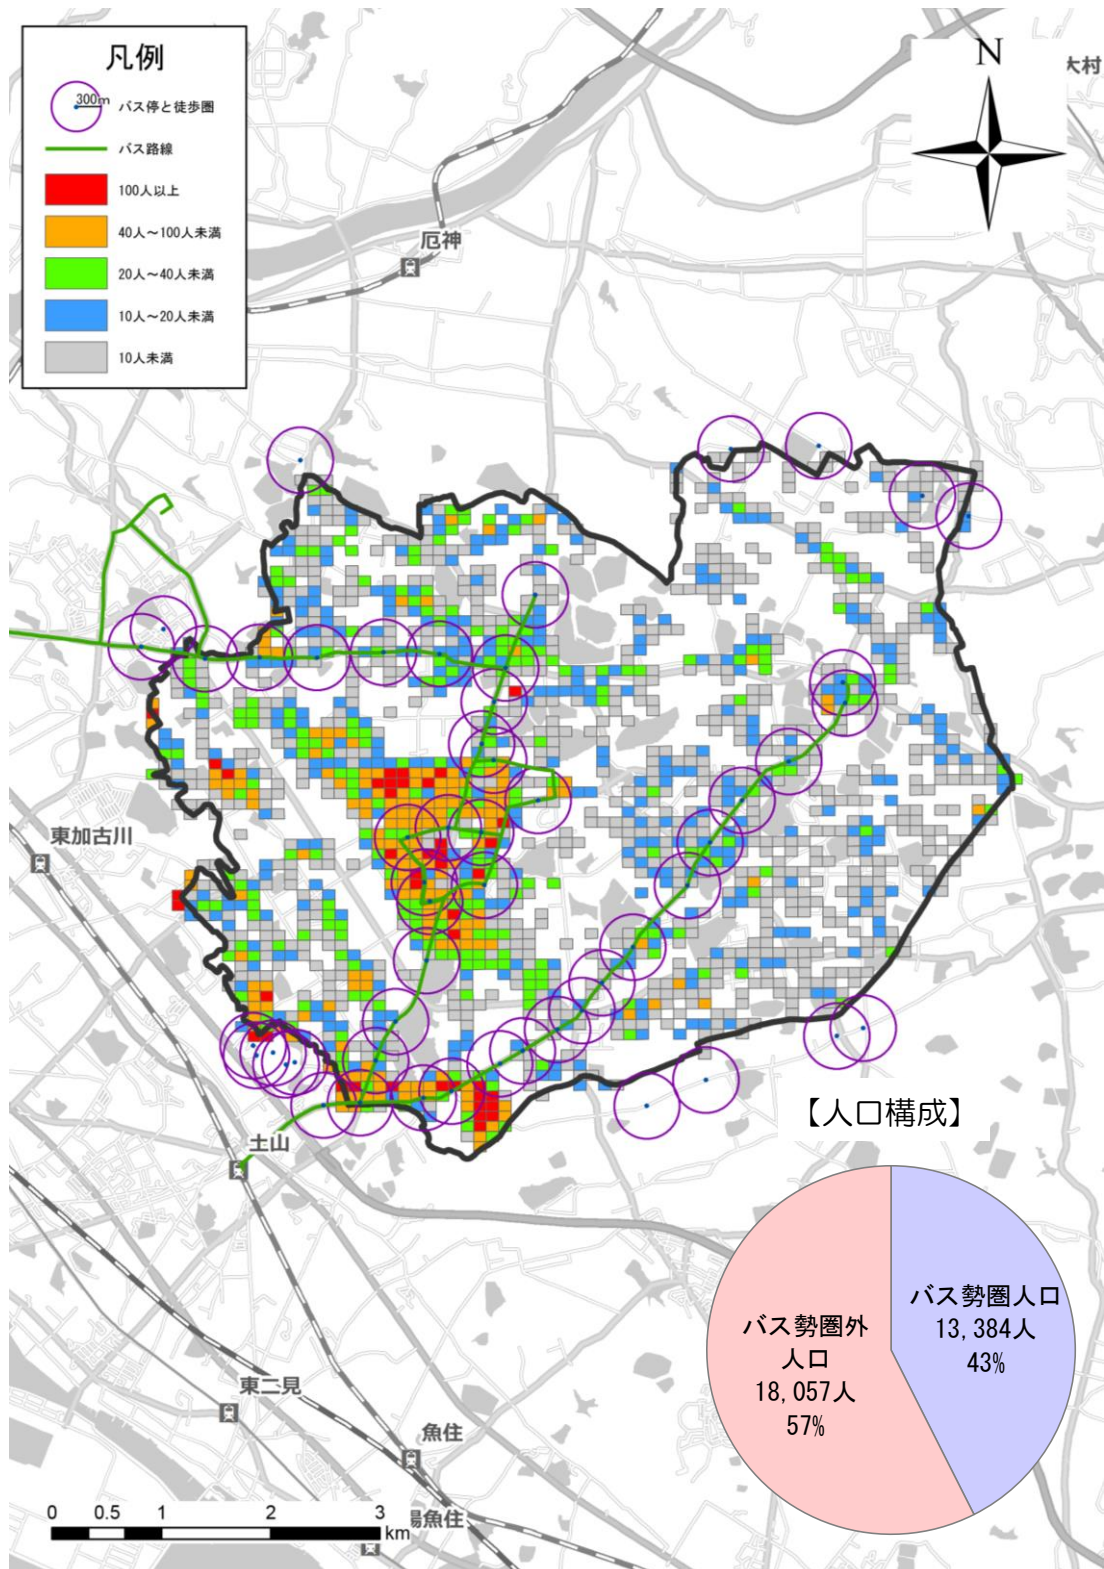 凡例
300m
バス停と徒歩圏
バス路線
100人以上
40人～100人未満
20人～40人未満
10人～20人未満
10人未満
N
大村
厄神
東加古川
土山
【人口構成】
バス勢圏人口
13,384人
43%
バス勢圏外
人口
18,057人
57%
東二見
魚住
魚住
0 0.5 1 2 3
km